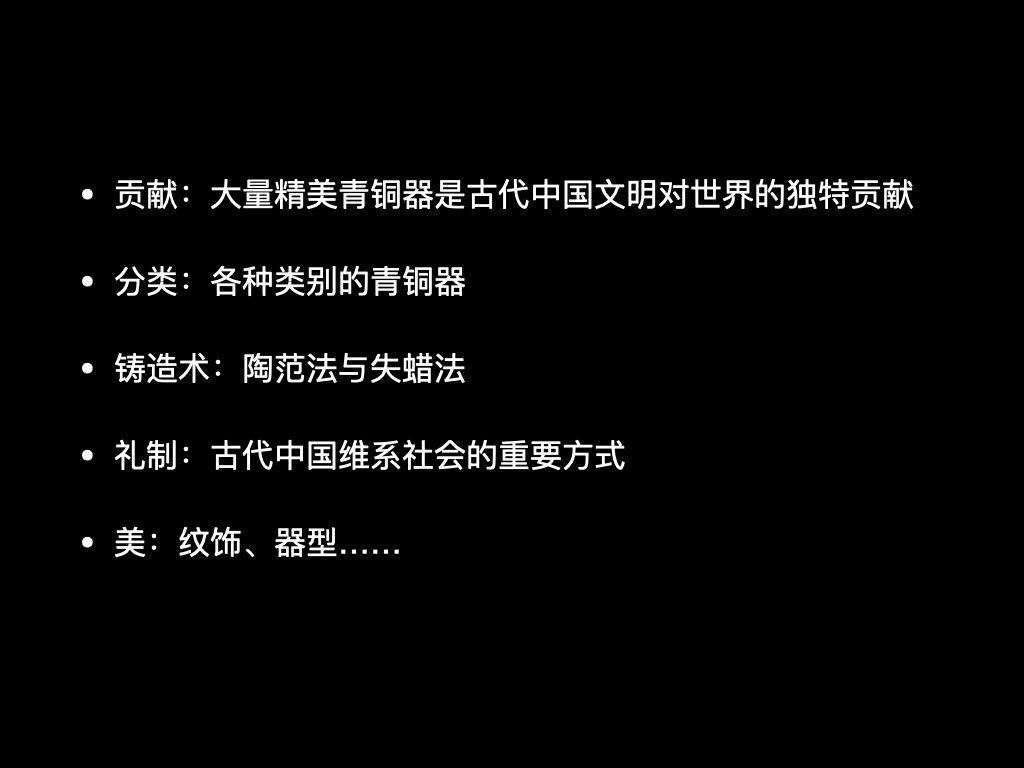 • 贡献：大量精美青铜器是古代中国文明对世界的独特贡献
• 分类：各种类别的青铜器
• 铸造术：陶范法与失蜡法
• 礼制：古代中国维系社会的重要方式
• 美：纹饰、器型……